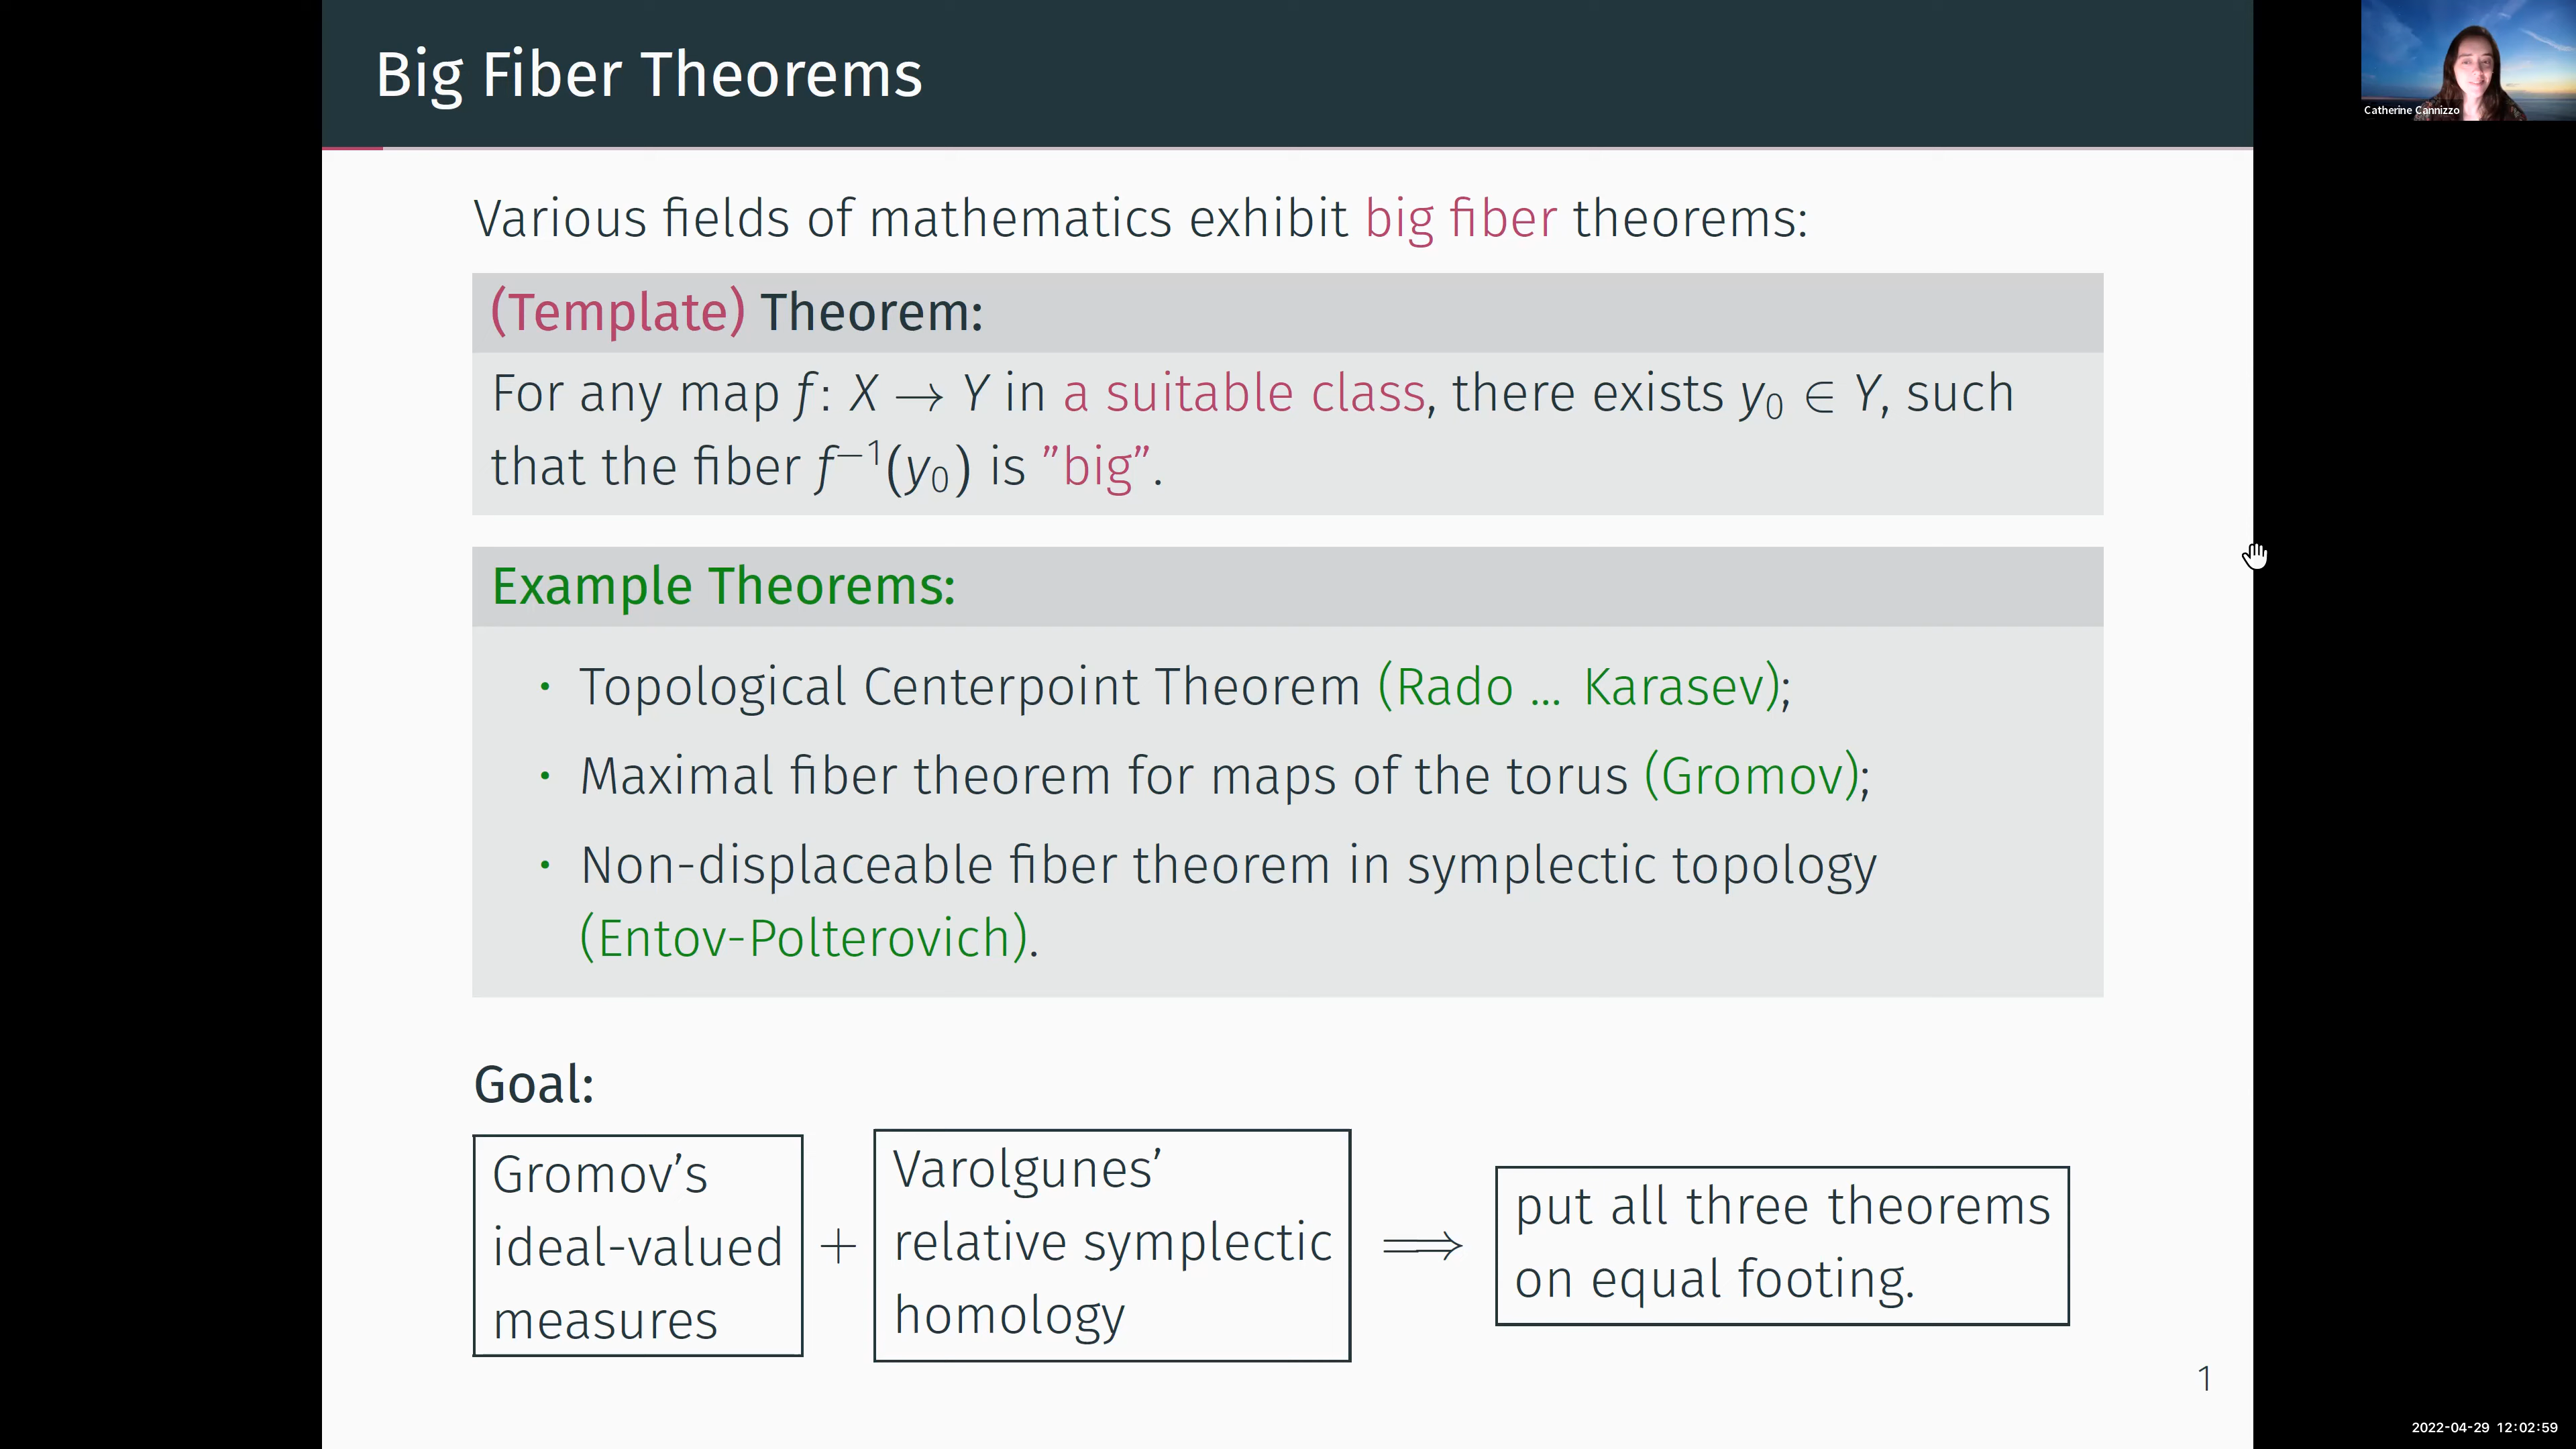 Big Fiber Theorems
Catherine Cannizzo
Various fields of mathematics exhibit big fiber theorems:
(Template) Theorem:
For any map f: X → Y in a suitable class, there exists y₀ ∈ Y, such
that the fiber f⁻¹(y₀) is ”big”.
Example Theorems:
• Topological Centerpoint Theorem (Rado ... Karasev);
• Maximal fiber theorem for maps of the torus (Gromov);
• Non-displaceable fiber theorem in symplectic topology
(Entov-Polterovich).
Goal:
Gromov’s
ideal-valued
measures
+
Varolgunes’
relative symplectic
homology
⟹
put all three theorems
on equal footing.
1
2022-04-29 12:02:59